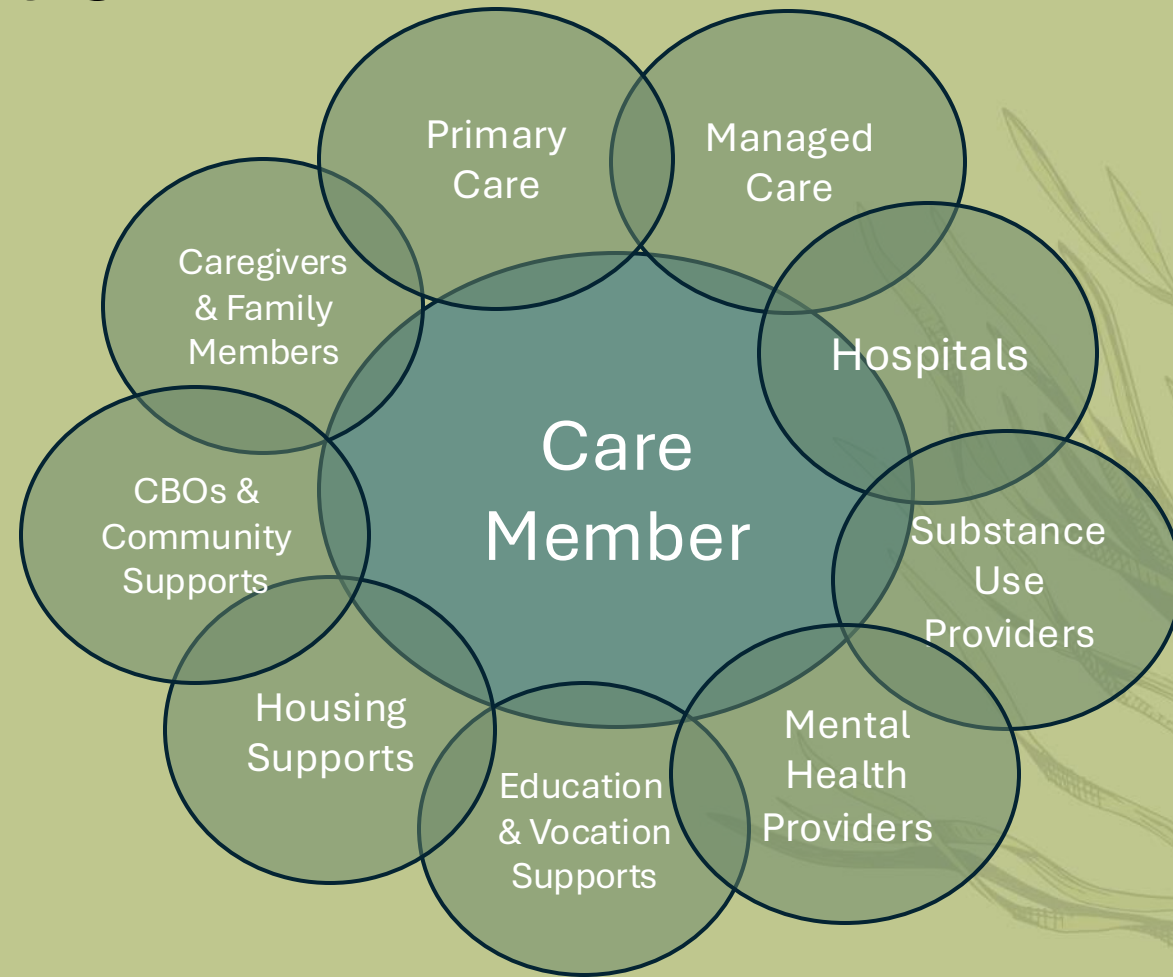 Primary
Care
Managed
Care
Caregivers
& Family
Members
Hospitals
Care
Member
CBOs &
Community
Supports
Substance
Use
Providers
Housing
Supports
Mental
Health
Providers
Education
& Vocation
Supports